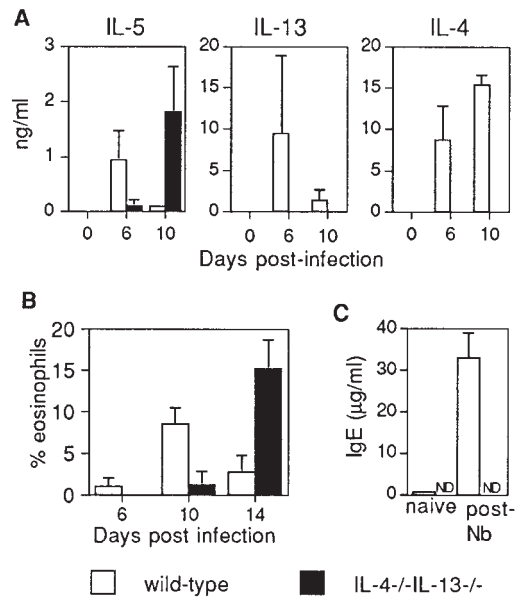 A
IL-5
IL-13
IL-4
ng/ml
3
2
1
0
20
15
10
5
0
20
15
10
5
0
0 6 10
0 6 10
0 6 10
Days post-infection
B
% eosinophils
20
15
10
5
0
6 10 14
Days post infection
C
IgE (µg/ml)
40
30
20
10
0
ND
ND
naive post-
Nb
wild-type
IL-4-/-IL-13-/-